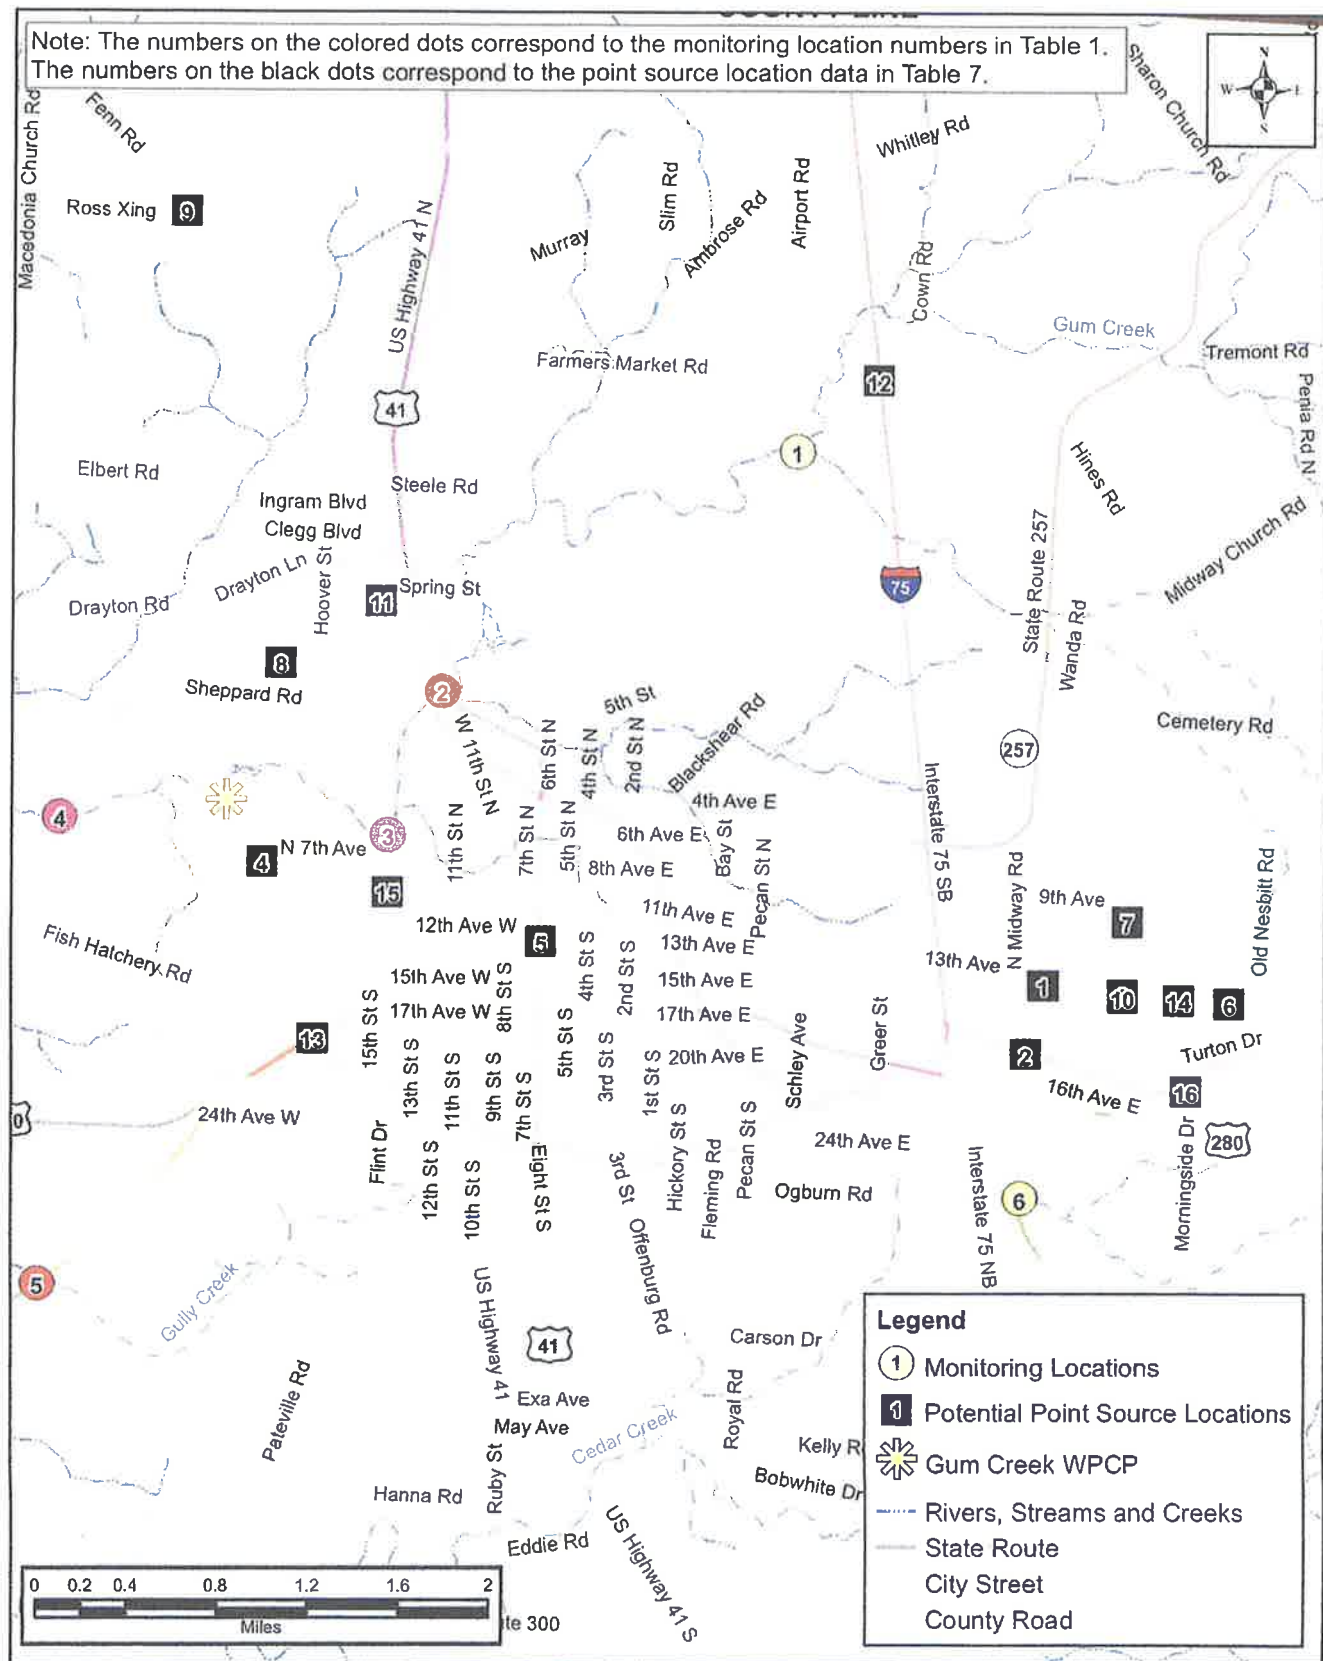 Note: The numbers on the colored dots correspond to the monitoring location numbers in Table 1.
The numbers on the black dots correspond to the point source location data in Table 7.
N
W
S
Sharon Church Rd
Macedonia Church Rd
Fenn Rd
Whitley Rd
Ross Xing
9
US Highway 41 N
Murray
Slim Rd
Ambrose Rd
Airport Rd
Cown Rd
Gum Creek
Tremont Rd
Penia Rd N
Farmers Market Rd
12
41
1
Hines Rd
Elbert Rd
Steele Rd
Ingram Blvd
Clegg Blvd
Midway Church Rd
State Route 257
Drayton Ln
Hoover St
75
Spring St
11
Drayton Rd
Wanda Rd
8
Sheppard Rd
2
5th St
Cemetery Rd
W 11th St N
6th St N
4th St N
2nd St N
Blackshear Rd
257
Interstate 75 SB
4
4th Ave E
3
N 7th Ave
4
11th St N
7th St N
5th St N
6th Ave E
Bay St
8th Ave E
Pecan St N
15
N Midway Rd
9th Ave
Old Nesbitt Rd
12th Ave W
5
11th Ave E
7
Fish Hatchery Rd
13th Ave E
13th Ave
15th Ave W
8th St S
4th St S
2nd St S
15th Ave E
1
10
14
6
17th Ave W
17th Ave E
15th St S
13
Greer St
Turton Dr
5th St S
3rd St S
20th Ave E
Schley Ave
2
13th St S
11th St S
9th St S
7th St S
1st St S
16th Ave E
16
0
24th Ave W
24th Ave E
280
Flint Dr
12th St S
10th St S
Eight St S
3rd St
Hickory St S
Fleming Rd
Pecan St S
Ogburn Rd
Interstate 75 NB
6
Morningside Dr
5
Gully Creek
US Highway 41
Offenburg Rd
41
Carson Dr
Pateville Rd
Exa Ave
May Ave
Cedar Creek
Royal Rd
Kelly R
Bobwhite Dr
Hanna Rd
Ruby St
Eddie Rd
US Highway 41 S
te 300
Legend
1 Monitoring Locations
1 Potential Point Source Locations
Gum Creek WPCP
Rivers, Streams and Creeks
State Route
City Street
County Road
0 0.2 0.4 0.8 1.2 1.6 2
Miles